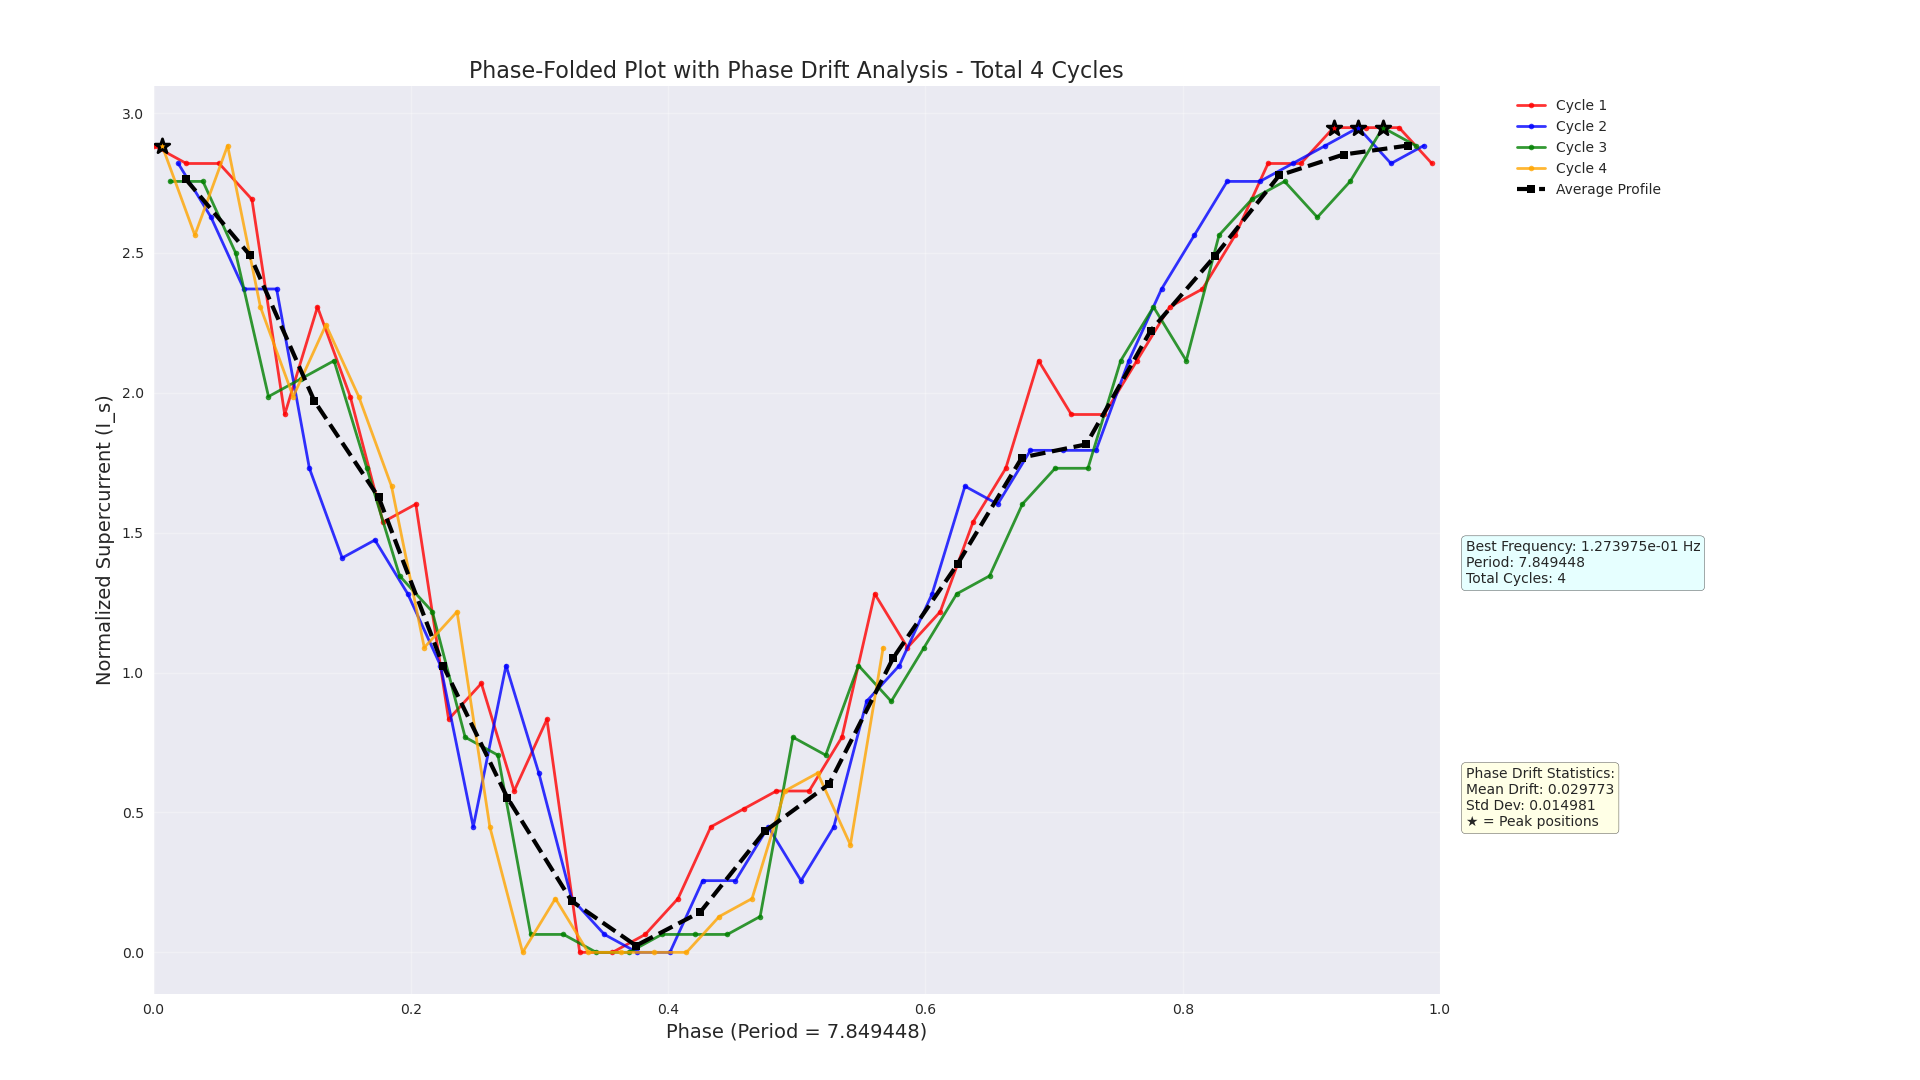 Phase-Folded Plot with Phase Drift Analysis - Total 4 Cycles
Normalized Supercurrent (I_s)
3.0
2.5
2.0
1.5
1.0
0.5
0.0
0.0 0.2 0.4 0.6 0.8 1.0
Phase (Period = 7.849448)
Cycle 1
Cycle 2
Cycle 3
Cycle 4
Average Profile
Best Frequency: 1.273975e-01 Hz
Period: 7.849448
Total Cycles: 4
Phase Drift Statistics:
Mean Drift: 0.029773
Std Dev: 0.014981
★ = Peak positions